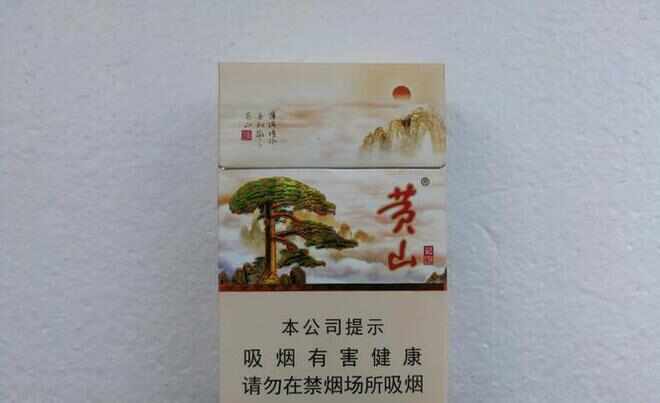 黄山
®
本公司提示
吸烟有害健康
请勿在禁烟场所吸烟